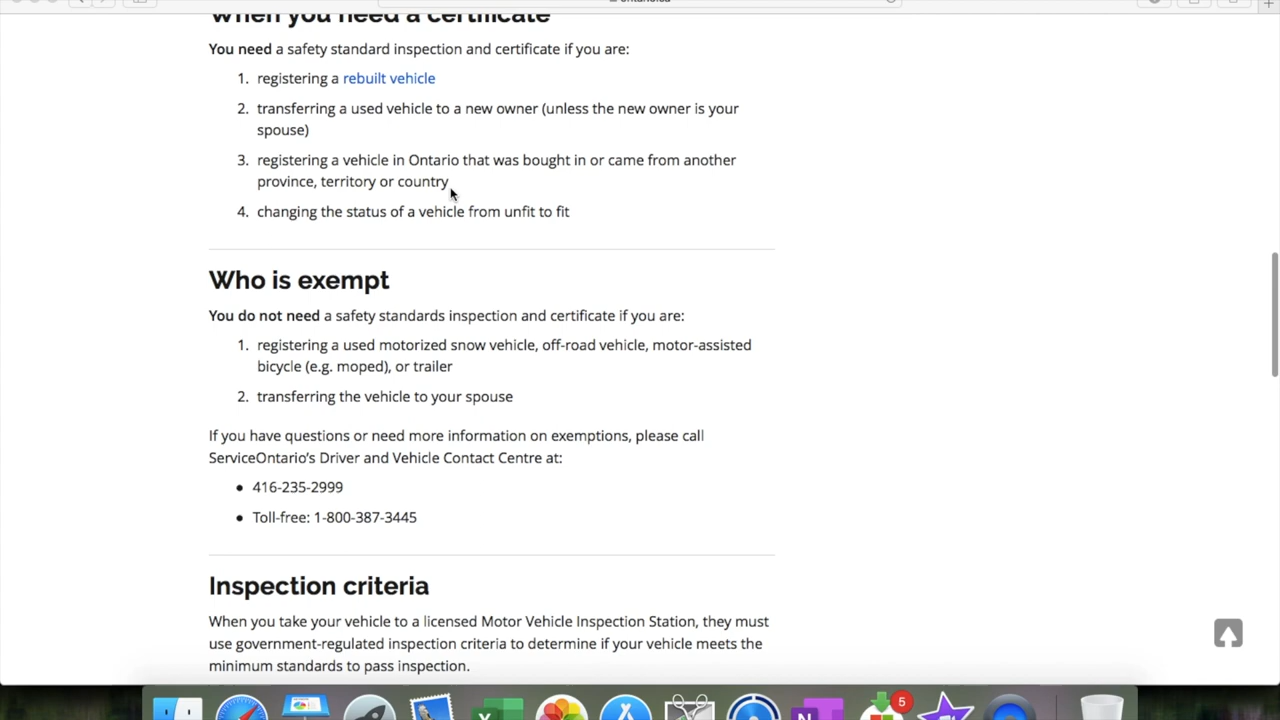 When you need a certificate
You need a safety standard inspection and certificate if you are:
1. registering a rebuilt vehicle
2. transferring a used vehicle to a new owner (unless the new owner is your
spouse)
3. registering a vehicle in Ontario that was bought in or came from another
province, territory or country
4. changing the status of a vehicle from unfit to fit
Who is exempt
You do not need a safety standards inspection and certificate if you are:
1. registering a used motorized snow vehicle, off-road vehicle, motor-assisted
bicycle (e.g. moped), or trailer
2. transferring the vehicle to your spouse
If you have questions or need more information on exemptions, please call
ServiceOntario's Driver and Vehicle Contact Centre at:
• 416-235-2999
• Toll-free: 1-800-387-3445
Inspection criteria
When you take your vehicle to a licensed Motor Vehicle Inspection Station, they must
use government-regulated inspection criteria to determine if your vehicle meets the
minimum standards to pass inspection.
X
N
5